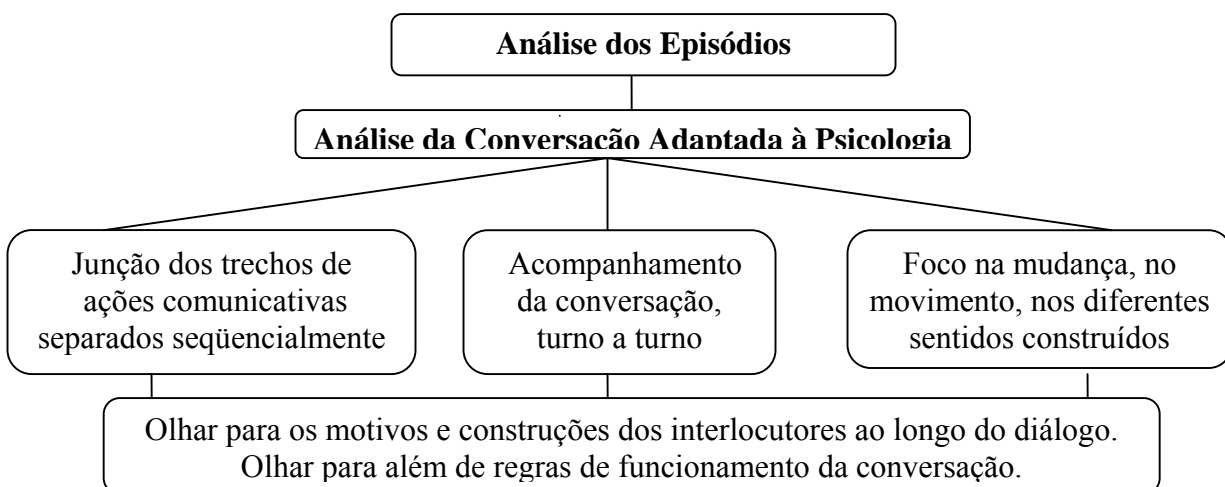 Análise dos Episódios
Análise da Conversação Adaptada à Psicologia
Junção dos trechos de
ações comunicativas
separados seqüencialmente
Acompanhamento
da conversação,
turno a turno
Foco na mudança, no
movimento, nos diferentes
sentidos construídos
Olhar para os motivos e construções dos interlocutores ao longo do diálogo.
Olhar para além de regras de funcionamento da conversação.